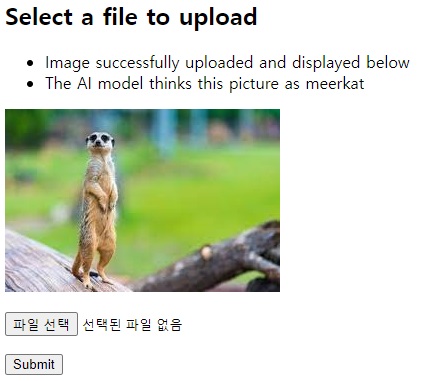 Select a file to upload
Image successfully uploaded and displayed below
The AI model thinks this picture as meerkat
파일 선택 선택된 파일 없음
Submit